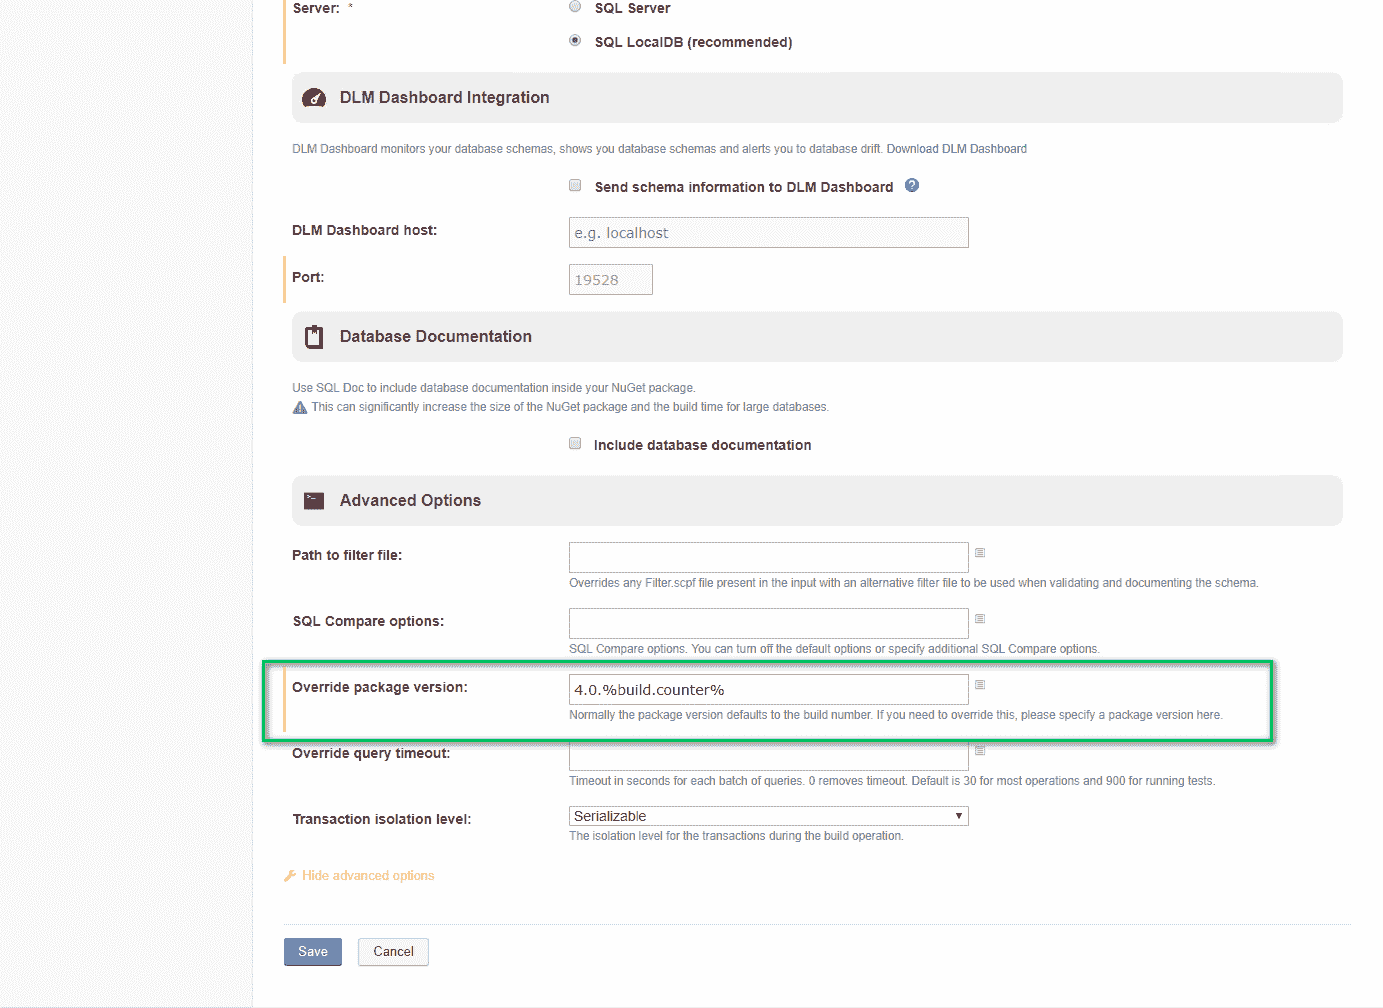 Server: *
SQL Server
SQL LocalDB (recommended)
DLM Dashboard Integration
DLM Dashboard monitors your database schemas, shows you database schemas and alerts you to database drift. Download DLM Dashboard
Send schema information to DLM Dashboard ?
DLM Dashboard host:
e.g. localhost
Port:
19528
Database Documentation
Use SQL Doc to include database documentation inside your NuGet package.
This can significantly increase the size of the NuGet package and the build time for large databases.
Include database documentation
Advanced Options
Path to filter file:
Overrides any Filter.scpf file present in the input with an alternative filter file to be used when validating and documenting the schema.
SQL Compare options:
SQL Compare options. You can turn off the default options or specify additional SQL Compare options.
Override package version:
4.0.%build.counter%
Normally the package version defaults to the build number. If you need to override this, please specify a package version here.
Override query timeout:
Timeout in seconds for each batch of queries. 0 removes timeout. Default is 30 for most operations and 900 for running tests.
Transaction isolation level:
Serializable
The isolation level for the transactions during the build operation.
Hide advanced options
Save
Cancel